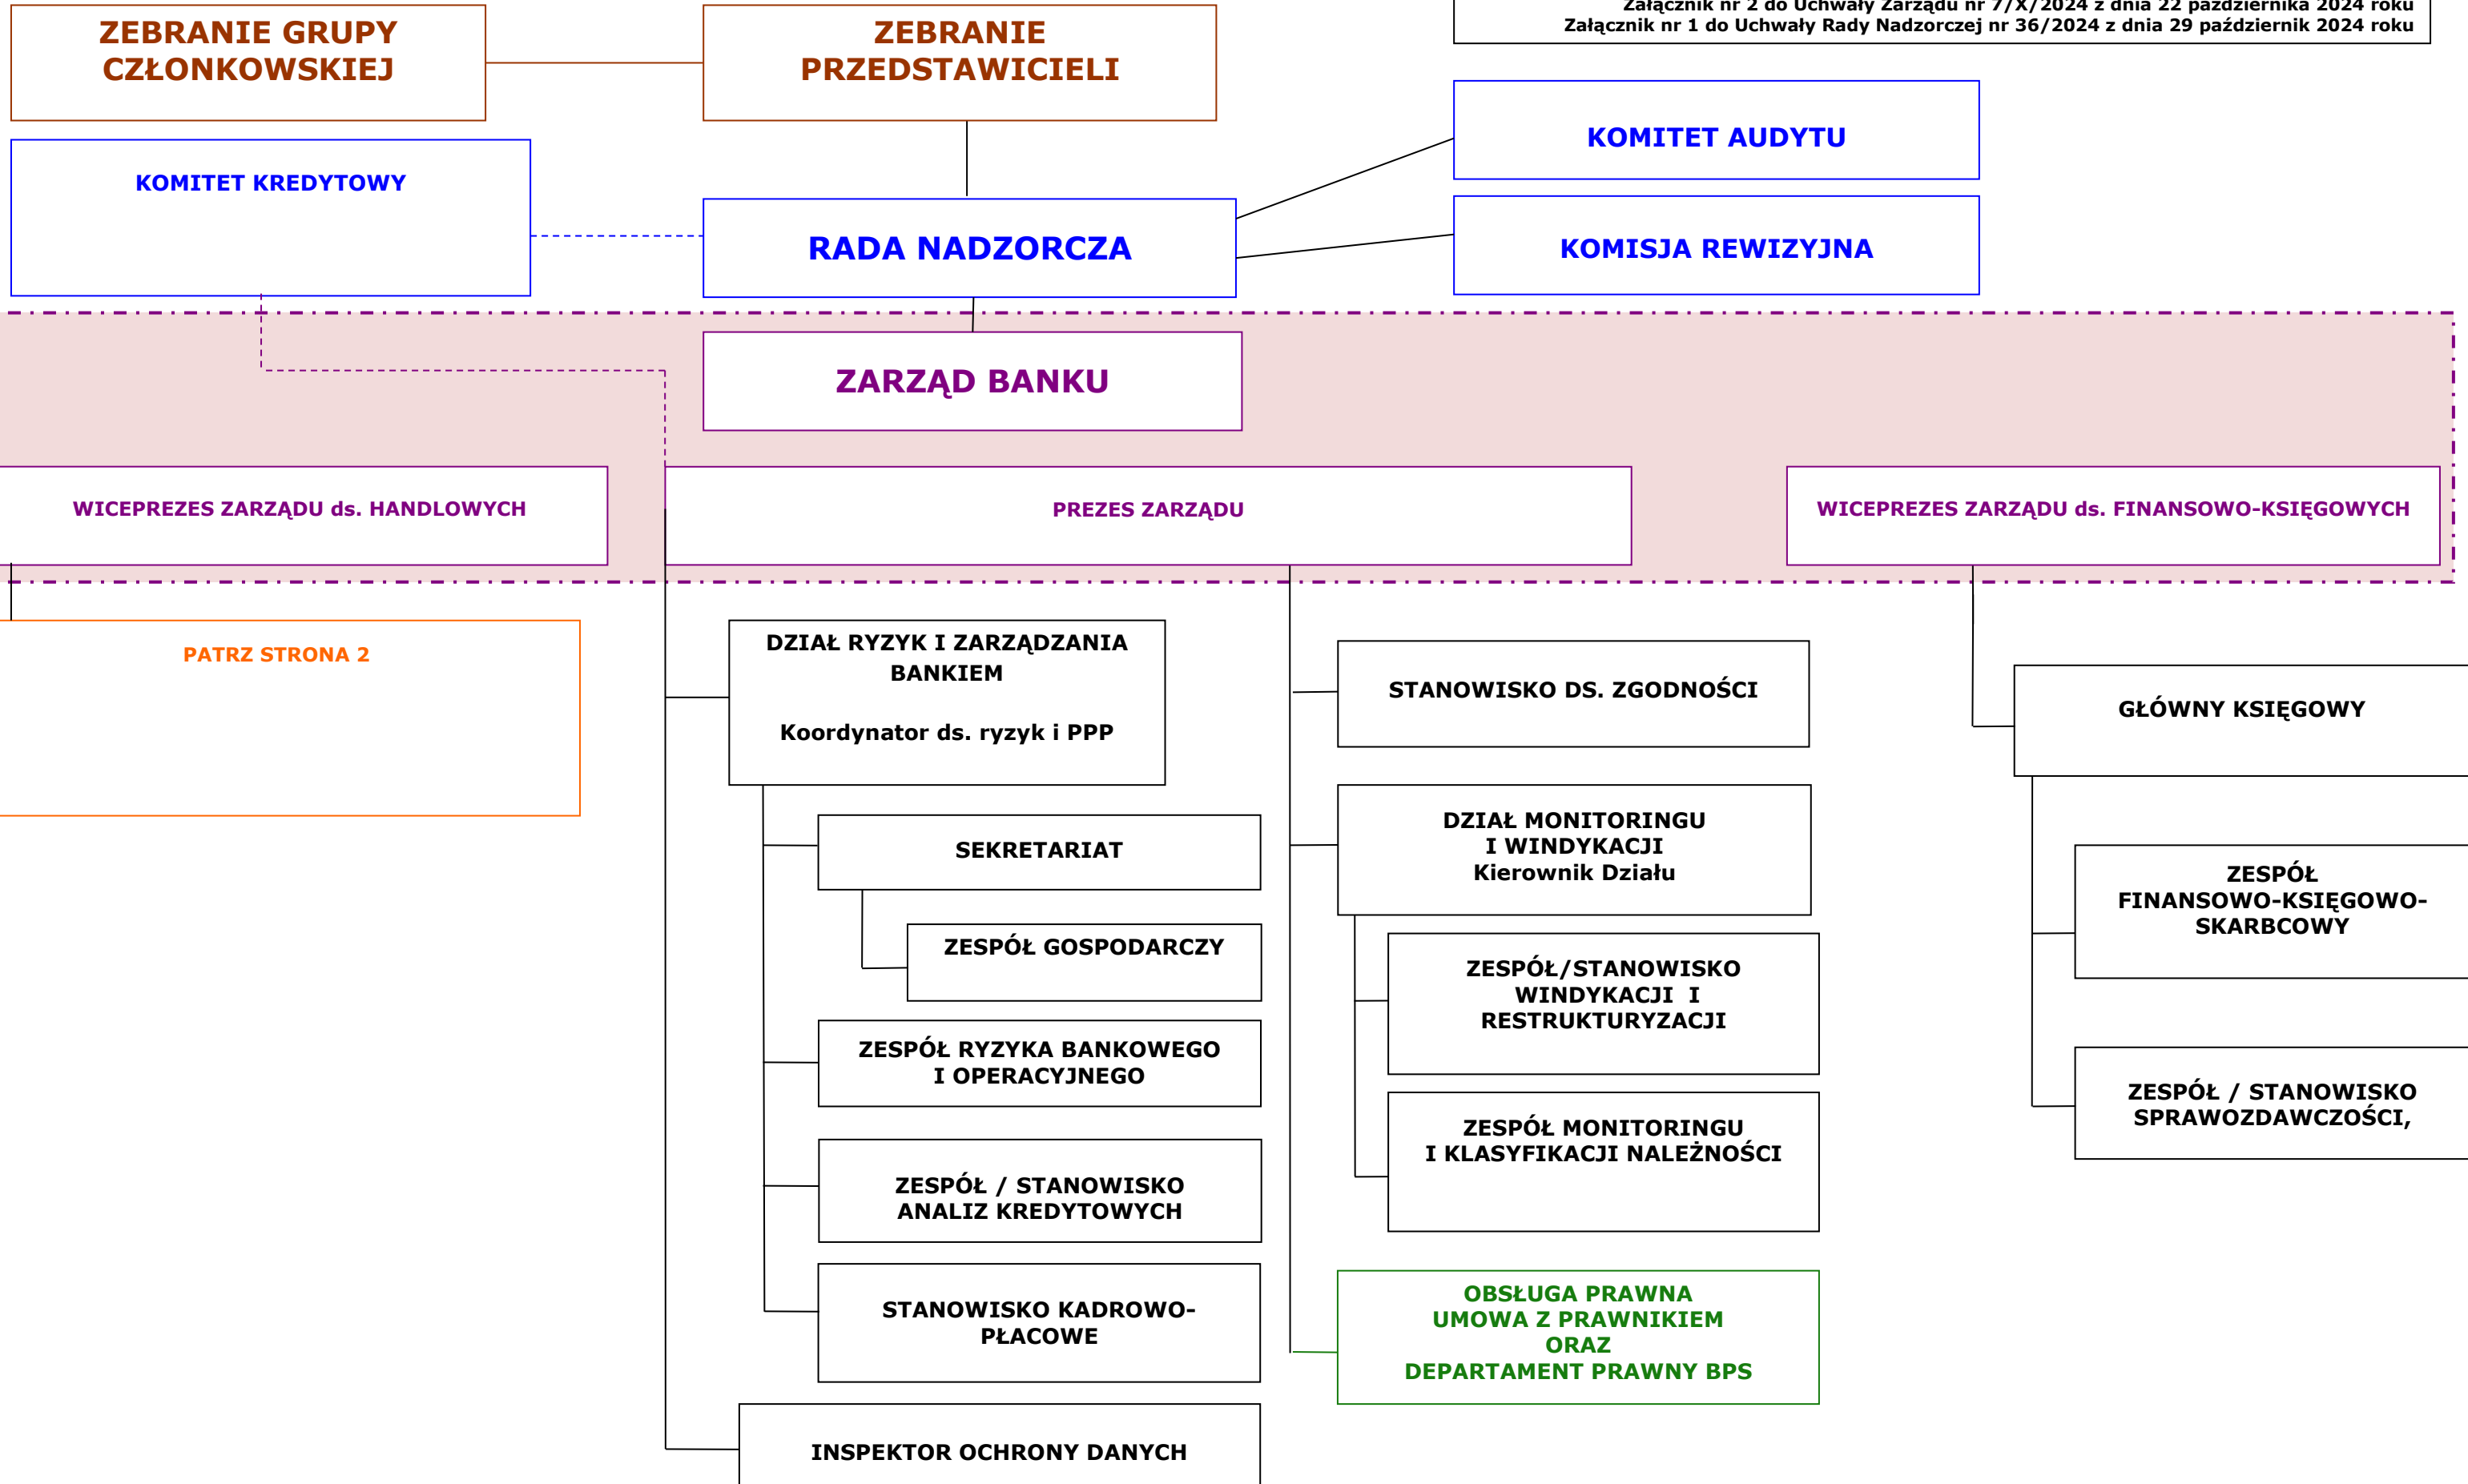 Załącznik nr 2 do Uchwały Zarządu nr 7/X/2024 z dnia 22 października 2024 roku
Załącznik nr 1 do Uchwały Rady Nadzorczej nr 36/2024 z dnia 29 październik 2024 roku
ZEBRANIE GRUPY
CZŁONKOWSKIEJ
ZEBRANIE
PRZEDSTAWICIELI
KOMITET AUDYTU
KOMITET KREDYTOWY
RADA NADZORCZA
KOMISJA REWIZYJNA
ZARZĄD BANKU
WICEPREZES ZARZĄDU ds. HANDLOWYCH
PREZES ZARZĄDU
WICEPREZES ZARZĄDU ds. FINANSOWO-KSIĘGOWYCH
PATRZ STRONA 2
DZIAŁ RYZYK I ZARZĄDZANIA
BANKIEM
Koordynator ds. ryzyk i PPP
SEKRETARIAT
ZESPÓŁ GOSPODARCZY
ZESPÓŁ RYZYKA BANKOWEGO
I OPERACYJNEGO
ZESPÓŁ / STANOWISKO
ANALIZ KREDYTOWYCH
STANOWISKO KADROWO-
PŁACOWE
INSPEKTOR OCHRONY DANYCH
STANOWISKO DS. ZGODNOŚCI
DZIAŁ MONITORINGU
I WINDYKACJI
Kierownik Działu
ZESPÓŁ/STANOWISKO
WINDYKACJI  I
RESTRUKTURYZACJI
ZESPÓŁ MONITORINGU
I KLASYFIKACJI NALEŻNOŚCI
OBSŁUGA PRAWNA
UMOWA Z PRAWNIKIEM
ORAZ
DEPARTAMENT PRAWNY BPS
GŁÓWNY KSIĘGOWY
ZESPÓŁ
FINANSOWO-KSIĘGOWO-
SKARBCOWY
ZESPÓŁ / STANOWISKO
SPRAWOZDAWCZOŚCI,